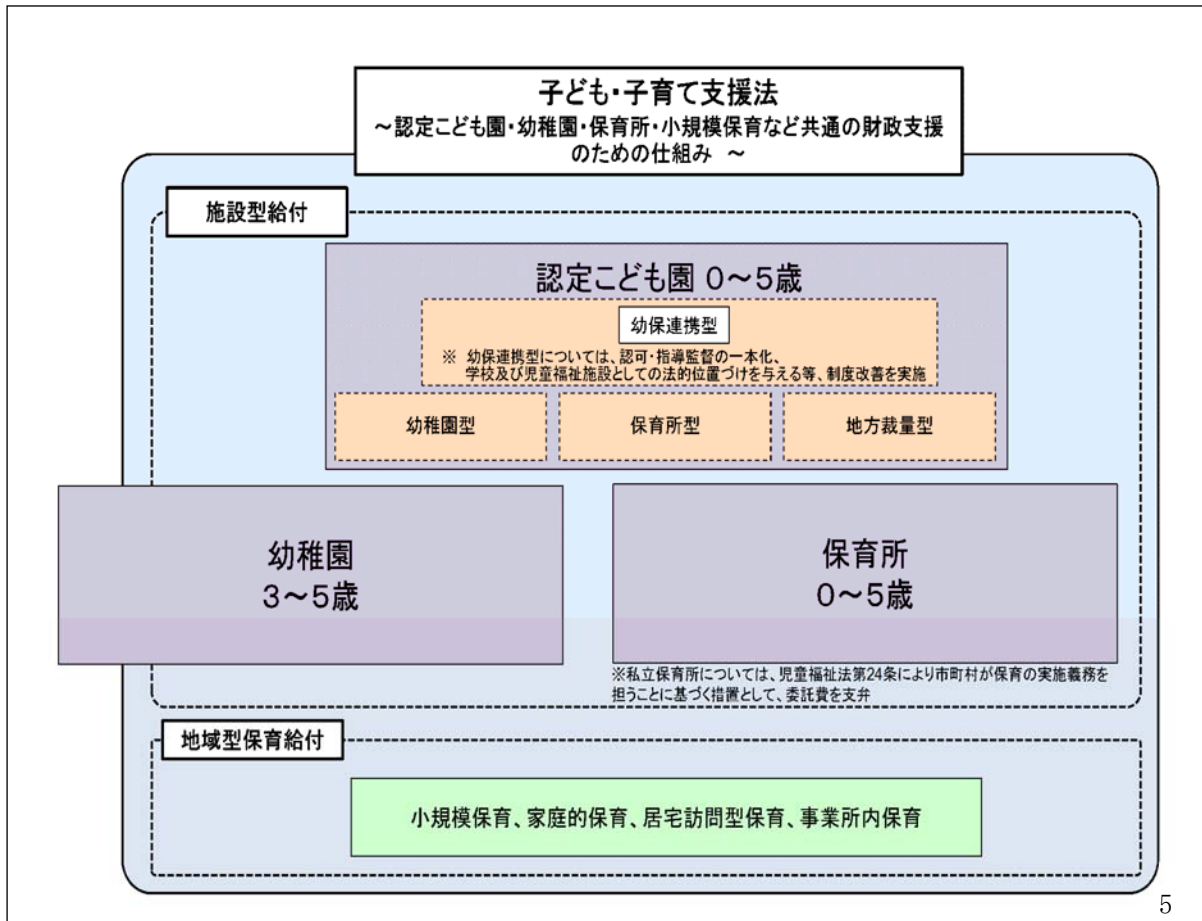 子ども・子育て支援法
～認定こども園・幼稚園・保育所・小規模保育など共通の財政支援
のための仕組み ～
施設型給付
認定こども園 ０～５歳
幼保連携型
※ 幼保連携型については、認可・指導監督の一本化、
学校及び児童福祉施設としての法的位置づけを与える等、制度改善を実施
幼稚園型
保育所型
地方裁量型
幼稚園
３～５歳
保育所
０～５歳
※私立保育所については、児童福祉法第24条により市町村が保育の実施義務を
担うことに基づく措置として、委託費を支弁
地域型保育給付
小規模保育、家庭的保育、居宅訪問型保育、事業所内保育
5